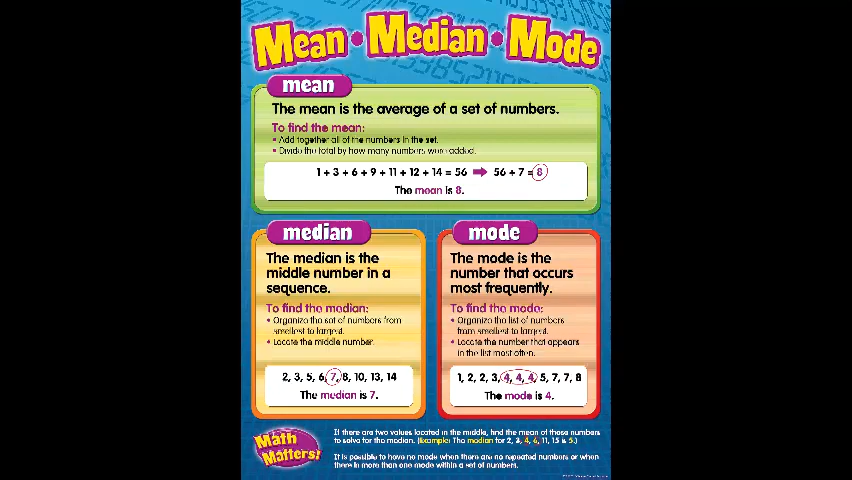 Mean • Median • Mode
mean
The mean is the average of a set of numbers.
To find the mean:
• Add together all of the numbers in the set.
• Divide the total by how many numbers were added.
1 + 3 + 6 + 9 + 11 + 12 + 14 = 56 → 56 ÷ 7 = 8
The mean is 8.
median
The median is the
middle number in a
sequence.
To find the median:
• Organize the set of numbers from
smallest to largest.
• Locate the middle number.
2, 3, 5, 6, 7, 8, 10, 13, 14
The median is 7.
mode
The mode is the
number that occurs
most frequently.
To find the mode:
• Organize the list of numbers
from smallest to largest.
• Locate the number that appears
in the list most often.
1, 2, 2, 3, 4, 4, 4, 5, 7, 7, 8
The mode is 4.
Math
Matters!
If there are two values located in the middle, find the mean of those numbers
to solve for the median. (Example: The median for 2, 3, 4, 6, 11, 15 is 5.)
It is possible to have no mode when there are no repeated numbers or when
there is more than one mode within a set of numbers.